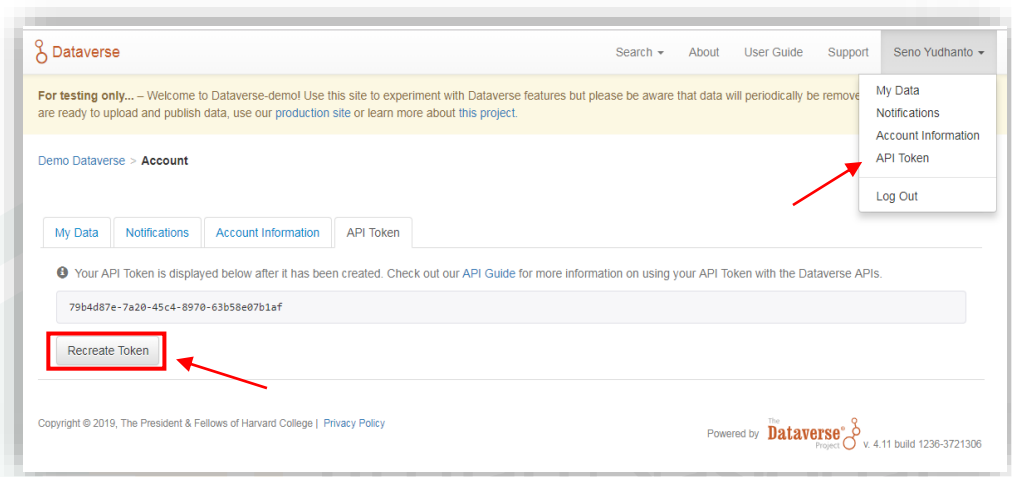 Dataverse
Search About User Guide Support Seno Yudhanto
For testing only... – Welcome to Dataverse-demo! Use this site to experiment with Dataverse features but please be aware that data will periodically be remove
are ready to upload and publish data, use our production site or learn more about this project.
My Data
Notifications
Account Information
API Token
Log Out
Demo Dataverse > Account
My Data Notifications Account Information API Token
Your API Token is displayed below after it has been created. Check out our API Guide for more information on using your API Token with the Dataverse APIs.
79b4d87e-7a20-45c4-8970-63b58e07b1af
Recreate Token
Copyright © 2019, The President & Fellows of Harvard College | Privacy Policy
Powered by The Dataverse® Project v. 4.11 build 1236-3721306